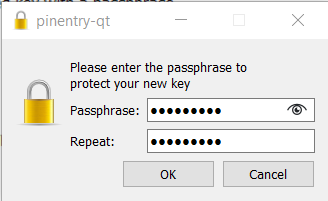 pinentry-qt
Please enter the passphrase to
protect your new key
Passphrase: ●●●●●●●●●
Repeat: ●●●●●●●●●
OK Cancel